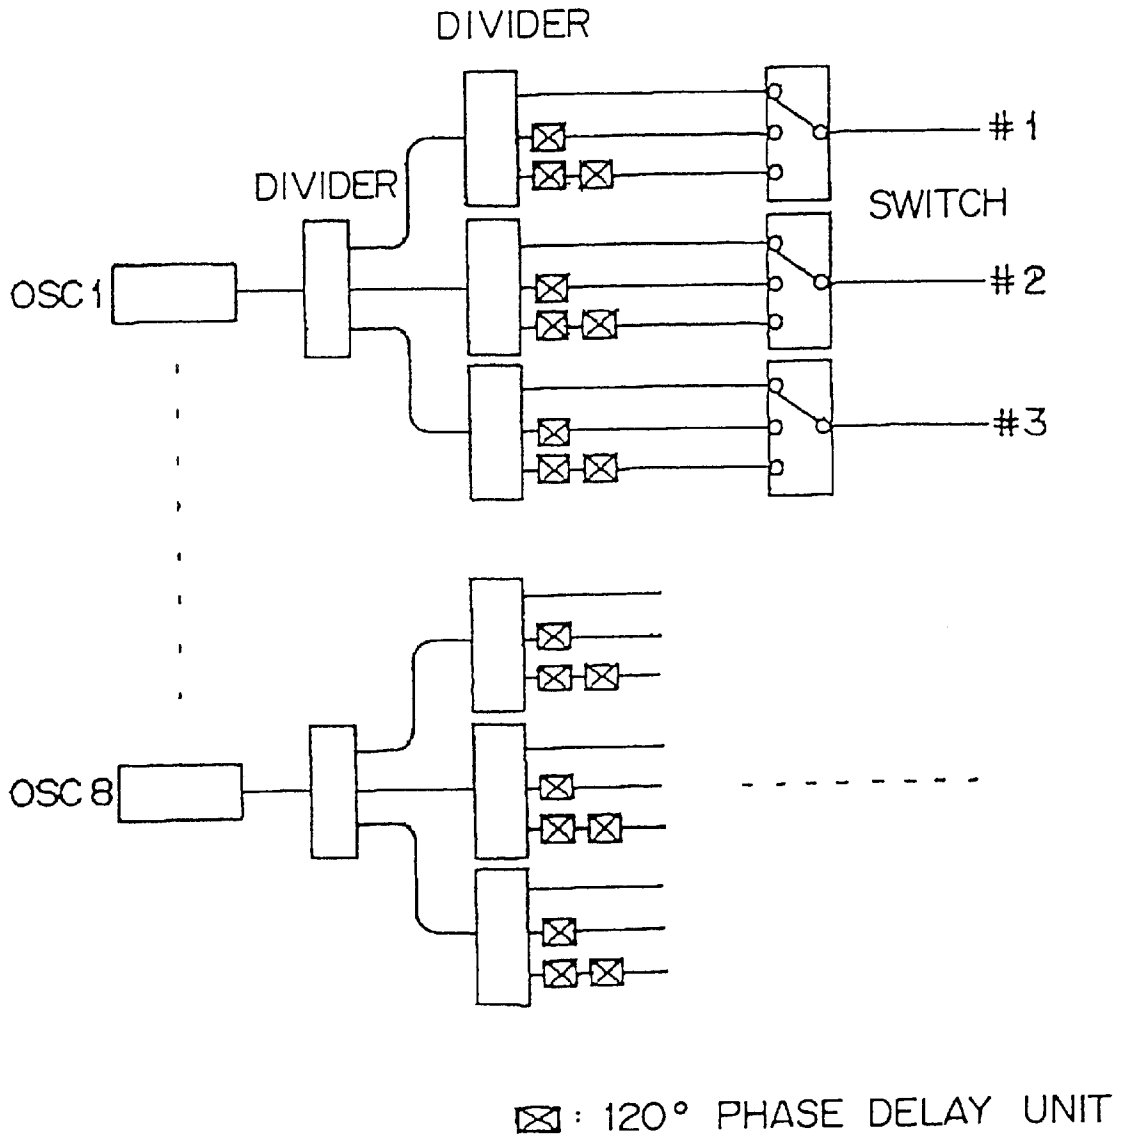 DIVIDER
#1
DIVIDER
SWITCH
OSC1
#2
#3
OSC8
: 120° PHASE DELAY UNIT